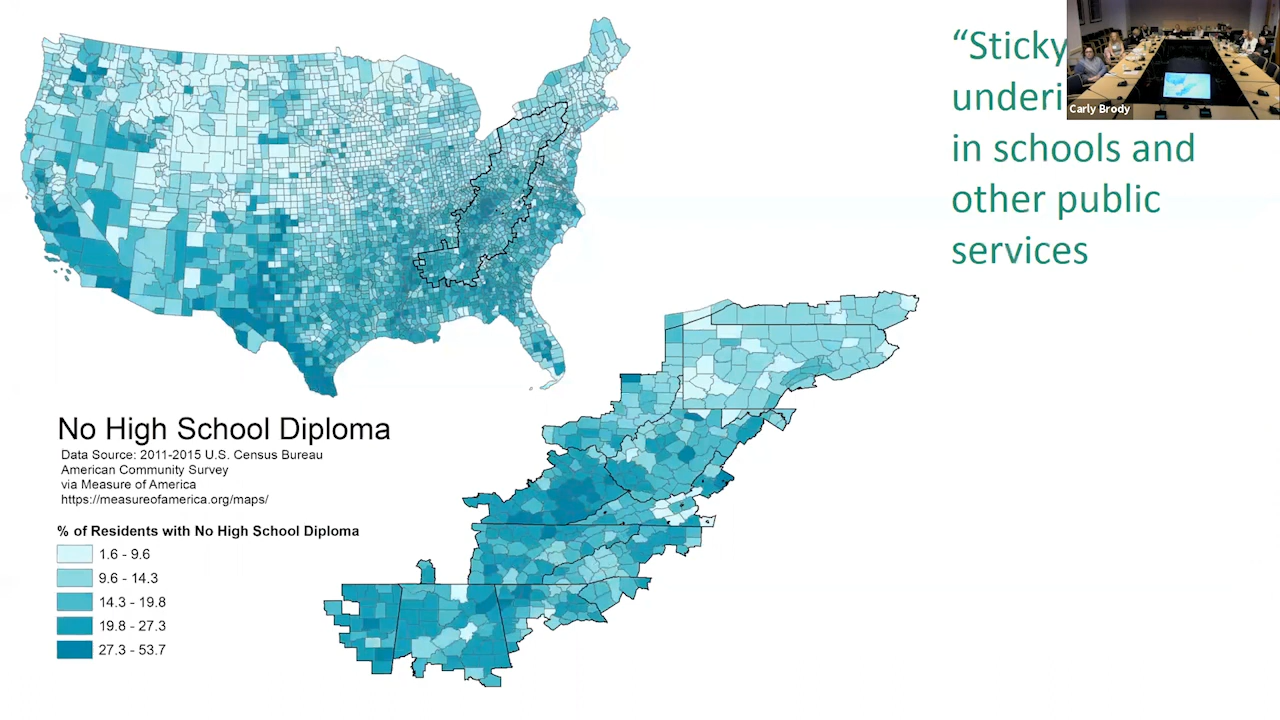 “Sticky
underi
in schools and
other public
services
Carly Brody
No High School Diploma
Data Source: 2011-2015 U.S. Census Bureau
American Community Survey
via Measure of America
https://measureofamerica.org/maps/
% of Residents with No High School Diploma
1.6 - 9.6
9.6 - 14.3
14.3 - 19.8
19.8 - 27.3
27.3 - 53.7